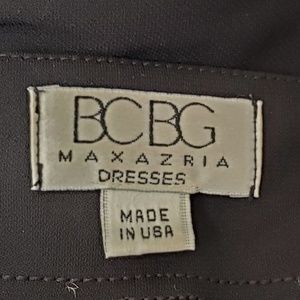 BCBG
MAXAZRIA
DRESSES
MADE
IN USA